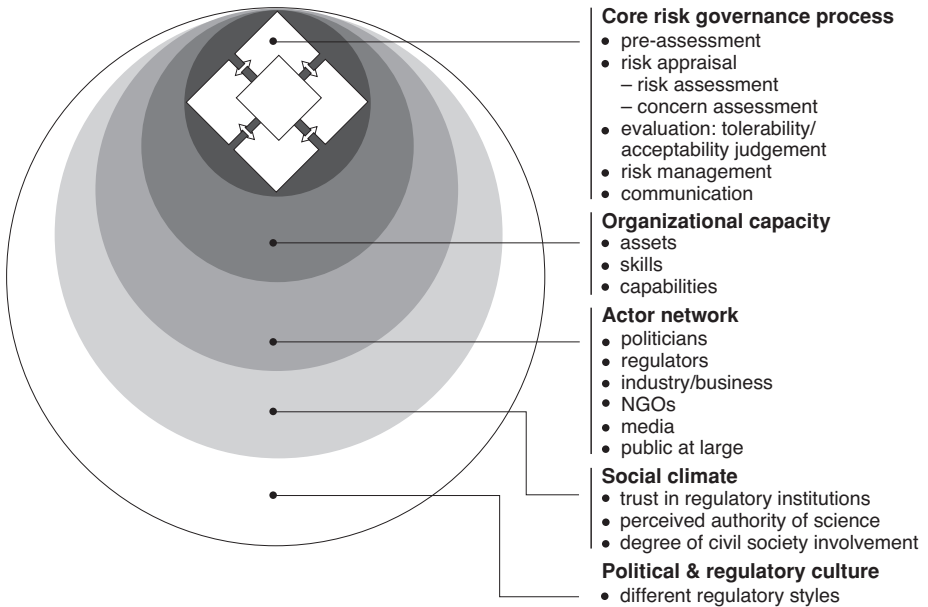 Core risk governance process
• pre-assessment
• risk appraisal
– risk assessment
– concern assessment
• evaluation: tolerability/
acceptability judgement
• risk management
• communication
Organizational capacity
• assets
• skills
• capabilities
Actor network
• politicians
• regulators
• industry/business
• NGOs
• media
• public at large
Social climate
• trust in regulatory institutions
• perceived authority of science
• degree of civil society involvement
Political & regulatory culture
• different regulatory styles